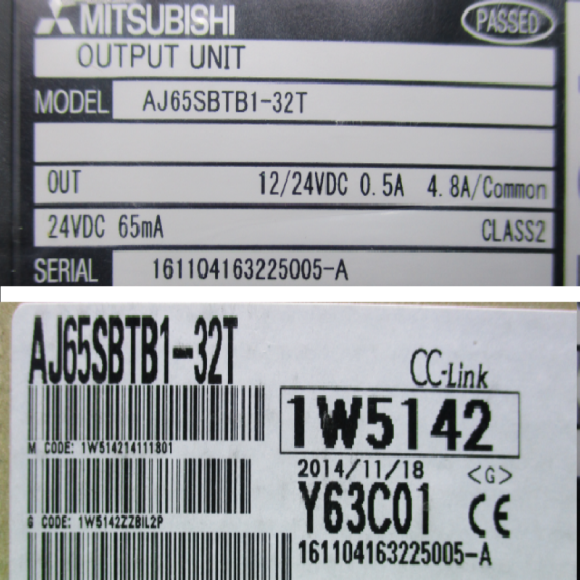 MITSUBISHI
PASSED
OUTPUT UNIT
MODEL AJ65SBTB1-32T
OUT 12/24VDC 0.5A 4.8A/Common
24VDC 65mA CLASS2
SERIAL 161104163225005-A
AJ65SBTB1-32T
CC-Link
1W5142
M CODE: 1W514214111801
2014/11/18 <G>
Y63C01 CE
G CODE: 1W5142ZZBIL2P
161104163225005-A